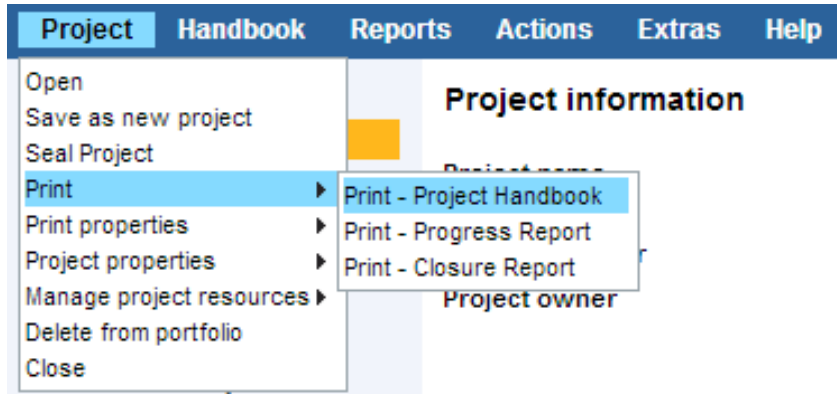 Project Handbook Reports Actions Extras Help
Open
Save as new project
Seal Project
Print
Print properties
Project properties
Manage project resources
Delete from portfolio
Close
Print - Project Handbook
Print - Progress Report
Print - Closure Report
Project information
Project name
Project owner